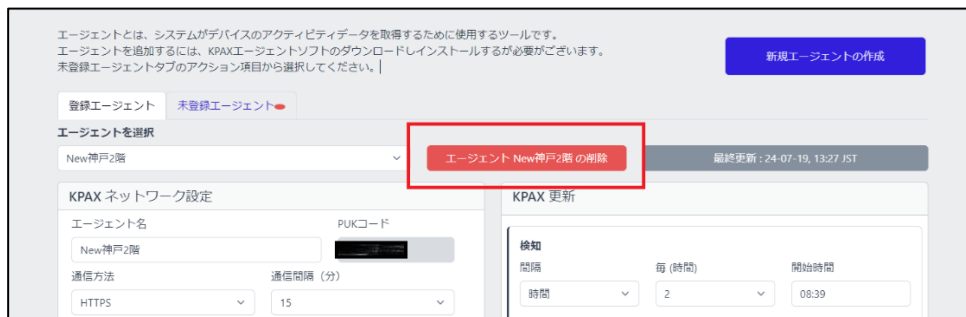 エージェントとは、システムがデバイスのアクティビティデータを取得するために使用するツールです。
エージェントを追加するには、KPAXエージェントソフトのダウンロードしインストールするが必要がございます。
未登録エージェントタブのアクション項目から選択してください。
新規エージェントの作成
登録エージェント 未登録エージェント
エージェントを選択
New神戸2階 エージェント New神戸2階 の削除 最終更新 : 24-07-19, 13:27 JST
KPAX ネットワーク設定
KPAX 更新
エージェント名 PUKコード
New神戸2階
検知
通信方法 通信間隔（分）
間隔 毎 (時間) 開始時間
HTTPS 15
時間 2 08:39